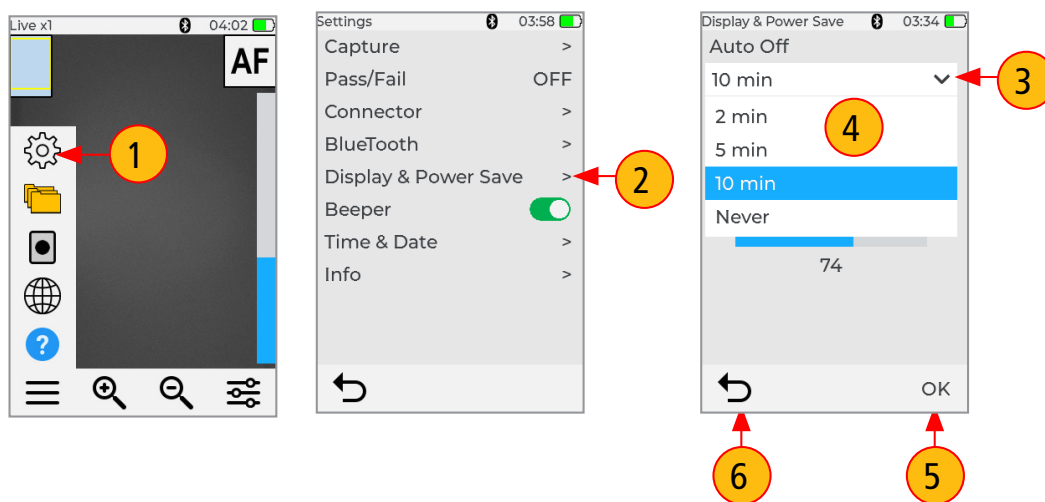 Live x1 04:02
AF
1
?
Settings 03:58
Capture >
Pass/Fail OFF
Connector >
BlueTooth >
Display & Power Save >
2
Beeper
Time & Date >
Info >
Display & Power Save 03:34
Auto Off
10 min
3
2 min
4
5 min
10 min
Never
74
OK
6
5